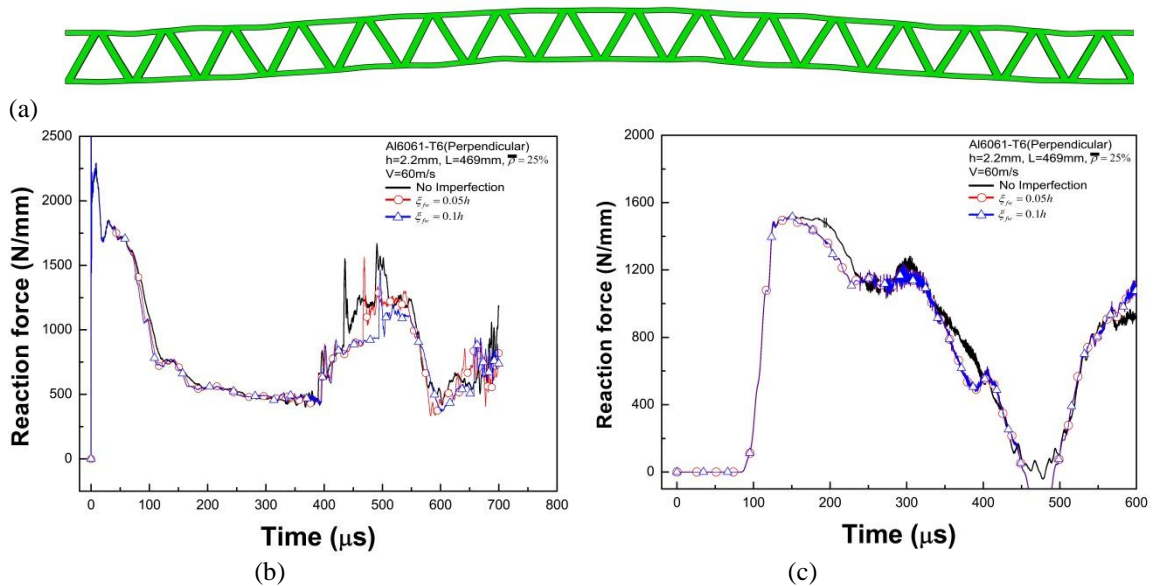 (a)
2500
2000
1500
1000
500
0
Reaction force (N/mm)
Al6061-T6(Perpendicular)
h=2.2mm, L=469mm, ρ̅ = 25%
V=60m/s
No Imperfection
ξfw = 0.05h
ξfw = 0.1h
0 100 200 300 400 500 600 700 800
Time (μs)
(b)
2000
1600
1200
800
400
0
Reaction force (N/mm)
Al6061-T6(Perpendicular)
h=2.2mm, L=469mm, ρ̅ = 25%
V=60m/s
No Imperfection
ξfw = 0.05h
ξfw = 0.1h
0 100 200 300 400 500 600
Time (μs)
(c)